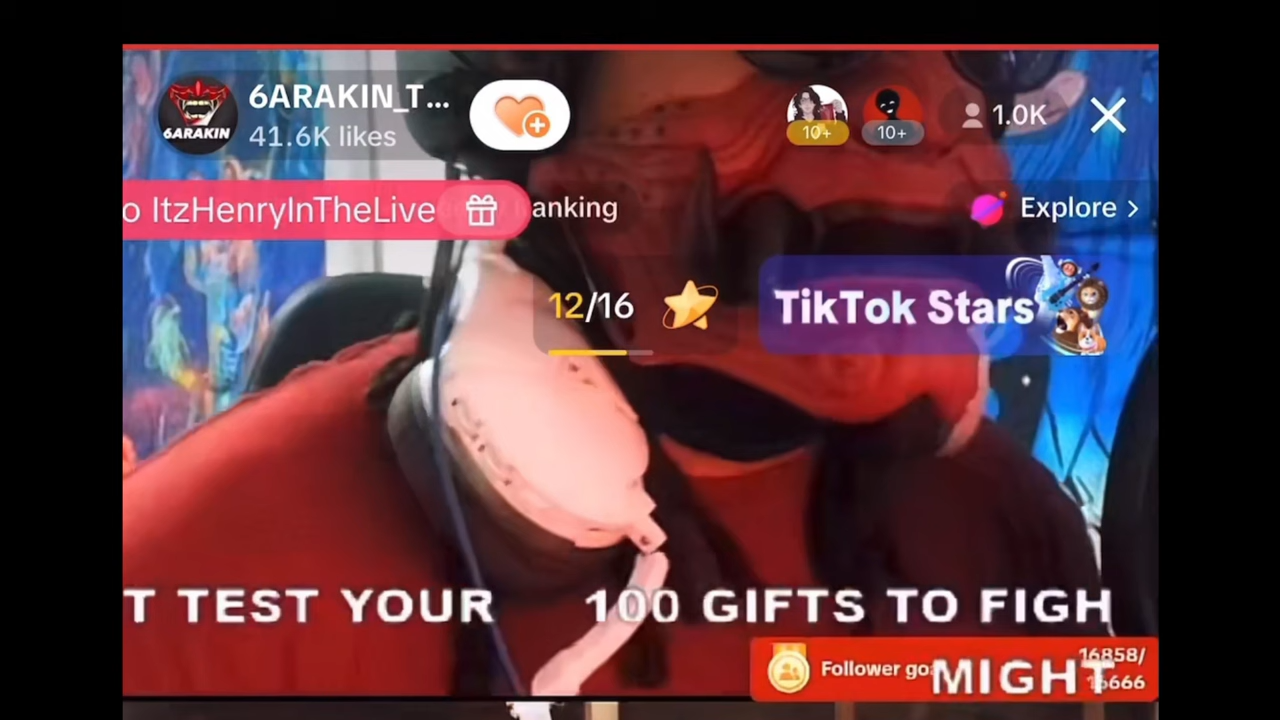 6ARAKIN_T...
41.6K likes
6ARAKIN
10+
10+
1.0K
o ItzHenryInTheLive
anking
Explore >
12/16
TikTok Stars
T TEST YOUR 100 GIFTS TO FIGH
Follower go
MIGHT
16858/